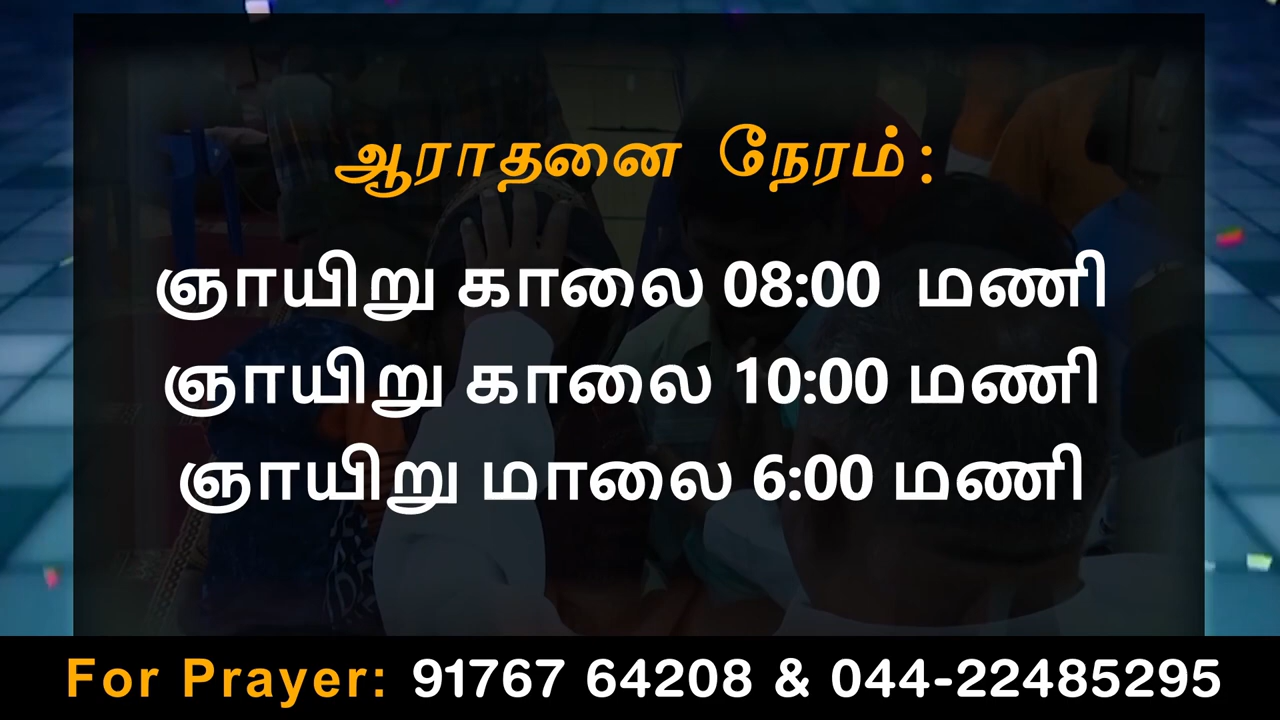 ஆராதனை நேரம்:
ஞாயிறு காலை 08:00 மணி
ஞாயிறு காலை 10:00 மணி
ஞாயிறு மாலை 6:00 மணி
For Prayer: 91767 64208 & 044-22485295